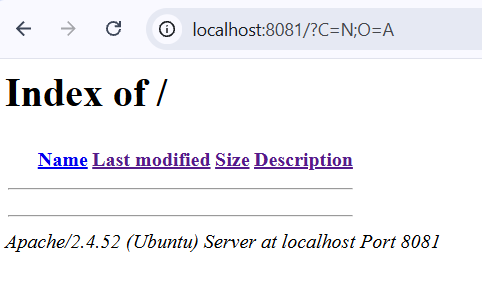 localhost:8081/?C=N;O=A
Index of /
Name Last modified Size Description
Apache/2.4.52 (Ubuntu) Server at localhost Port 8081